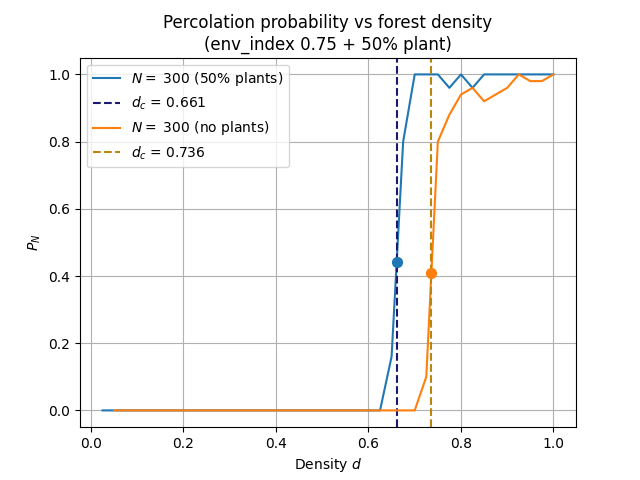 Percolation probability vs forest density
(env_index 0.75 + 50% plant)
N = 300 (50% plants)
d_c = 0.661
N = 300 (no plants)
d_c = 0.736
P_N
1.0
0.8
0.6
0.4
0.2
0.0
0.0 0.2 0.4 0.6 0.8 1.0
Density d